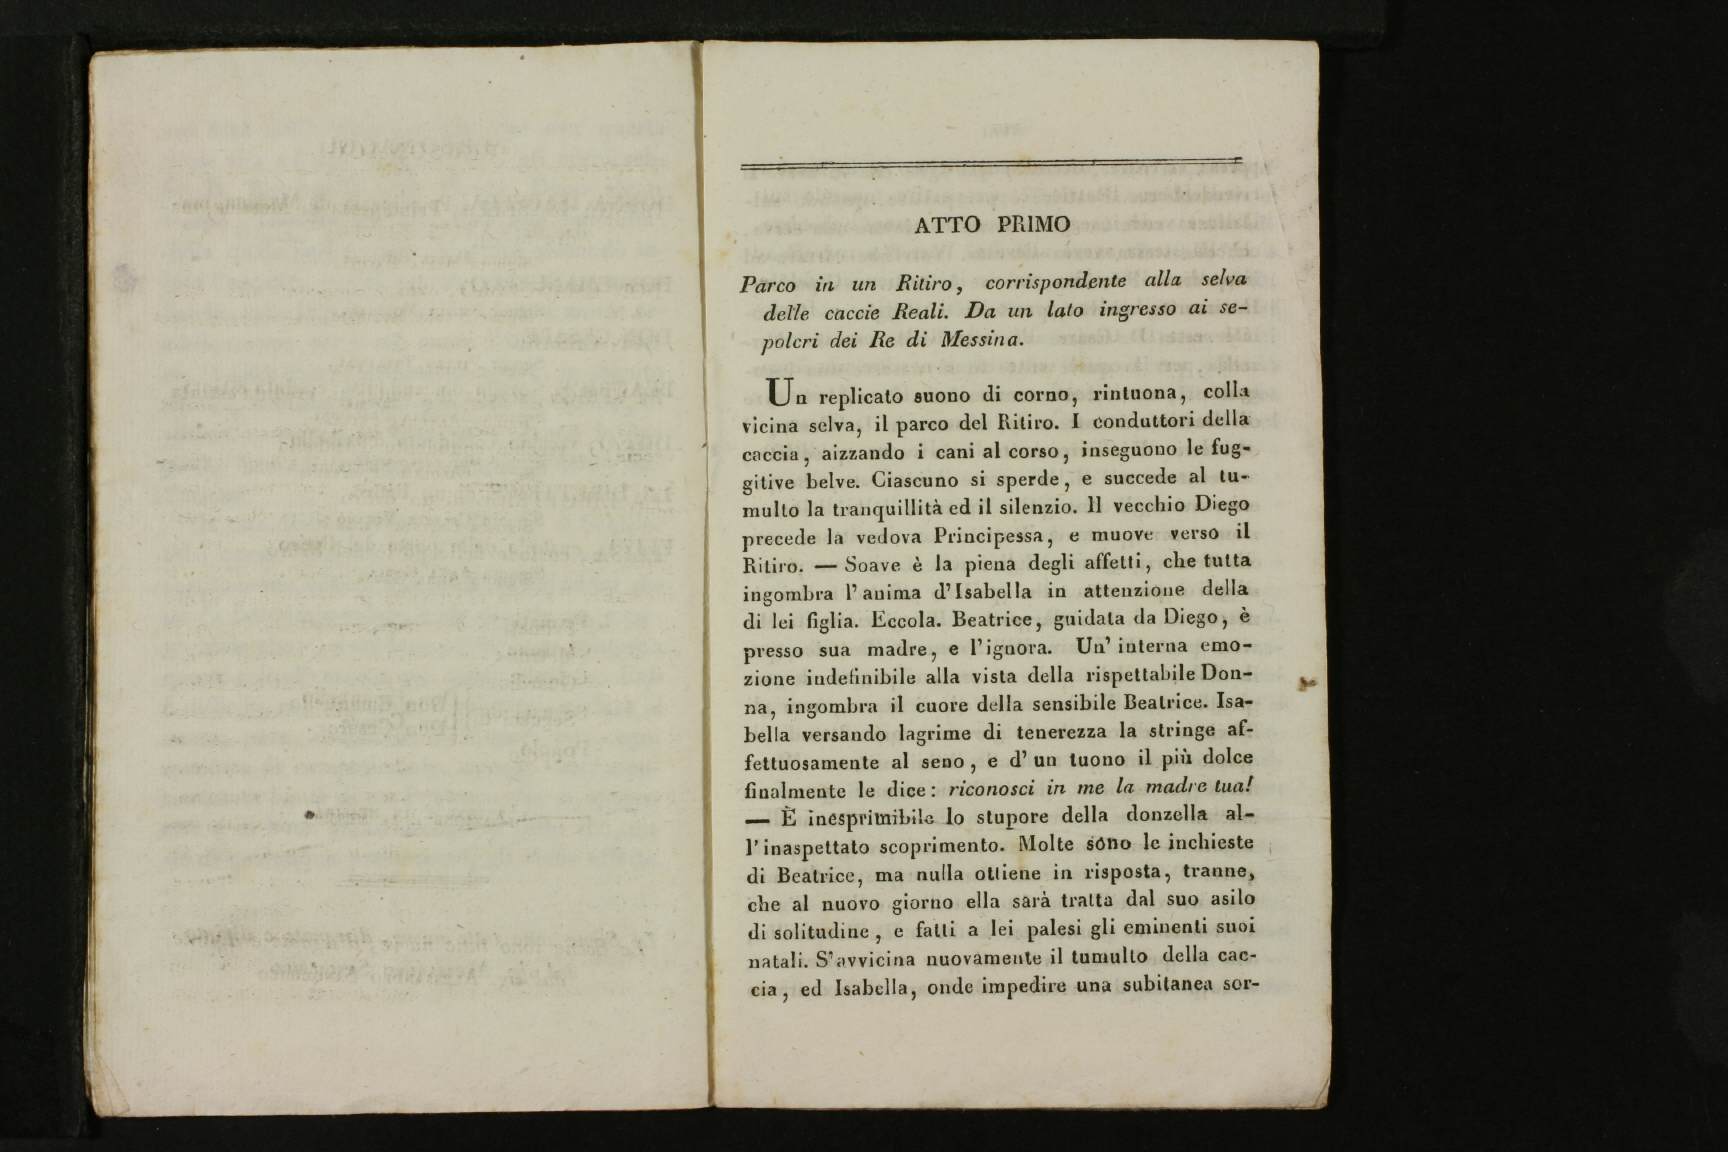 ATTO PRIMO
Parco in un Ritiro, corrispondente alla selva
delle caccie Reali. Da un lato ingresso ai se-
polcri dei Re di Messina.
Un replicato suono di corno, rintuona, colla
vicina selva, il parco del Ritiro. I conduttori della
caccia, aizzando i cani al corso, inseguono le fug-
gitive belve. Ciascuno si sperde, e succede al tu-
multo la tranquillità ed il silenzio. Il vecchio Diego
precede la vedova Principessa, e muove verso il
Ritiro. — Soave è la piena degli affetti, che tutta
ingombra l'anima d'Isabella in attenzione della
di lei figlia. Eccola. Beatrice, guidata da Diego, è
presso sua madre, e l'ignora. Un' interna emo-
zione indefinibile alla vista della rispettabile Don-
na, ingombra il cuore della sensibile Beatrice. Isa-
bella versando lagrime di tenerezza la stringe af-
fettuosamente al seno, e d'un tuono il più dolce
finalmente le dice: riconosci in me la madre tua!
— È inesprimibile lo stupore della donzella al-
l'inaspettato scoprimento. Molte sono le inchieste
di Beatrice, ma nulla ottiene in risposta, tranne,
che al nuovo giorno ella sarà tratta dal suo asilo
di solitudine, e fatti a lei palesi gli eminenti suoi
natali. S'avvicina nuovamente il tumulto della cac-
cia, ed Isabella, onde impedire una subitanea sor-